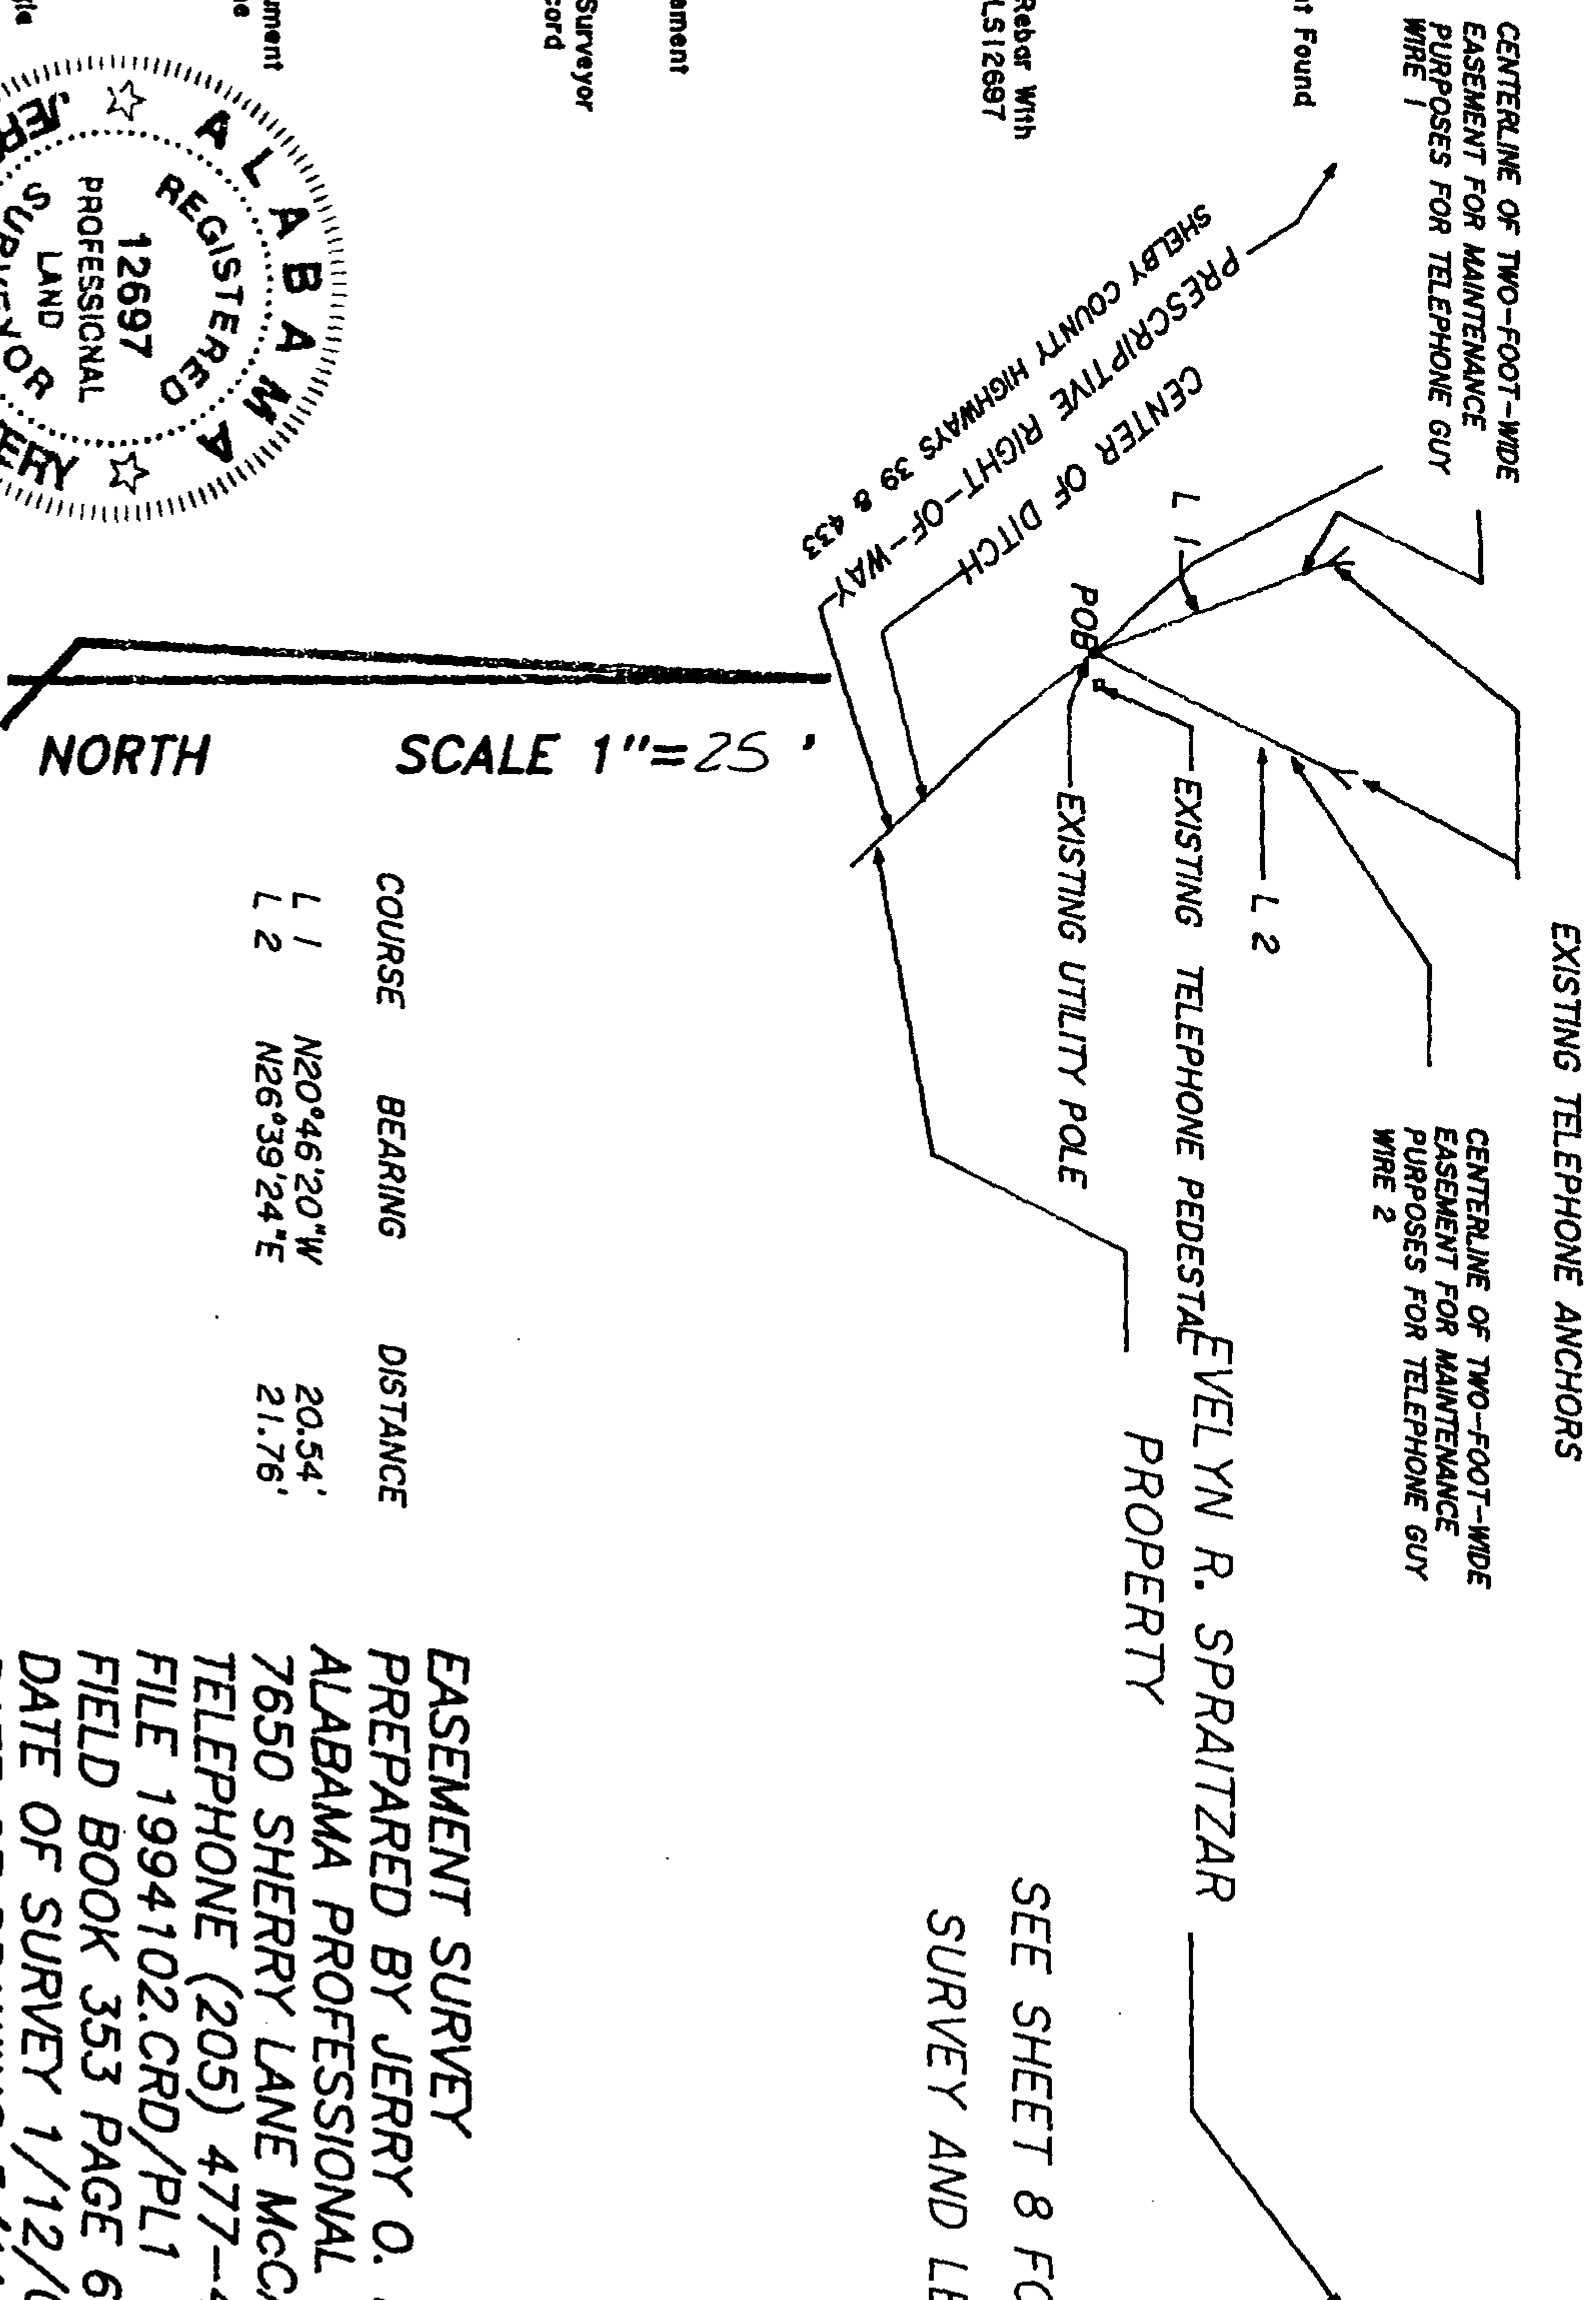 CENTERLINE OF TWO-FOOT-WIDE
EASEMENT FOR MAINTENANCE
PURPOSES FOR TELEPHONE GUY
WIRE 1
Found
Rebar With
LS12697
Surveyor
EXISTING TELEPHONE ANCHORS
CENTERLINE OF TWO-FOOT-WIDE
EASEMENT FOR MAINTENANCE
PURPOSES FOR TELEPHONE GUY
WIRE 2
L 1
L 2
POB
EXISTING TELEPHONE PEDESTAL
EXISTING UTILITY POLE
EVELYN R. SPRAITZAR
PROPERTY
CENTER OF DITCH
PRESCRIPTIVE RIGHT-OF-WAY
SHELBY COUNTY HIGHWAYS 39 & 433
SEE SHEET 8
SURVEY AND
NORTH SCALE 1"=25'
COURSE BEARING DISTANCE
L 1 N20°46'20"W 20.54'
L 2 N26°39'24"E 21.76'
ALABAMA
REGISTERED
12697
PROFESSIONAL
LAND
SURVEYOR
EASEMENT SURVEY
PREPARED BY JERRY O.
ALABAMA PROFESSIONAL
7650 SHERRY LANE
TELEPHONE (205) 477-
FILE 1994102.CRD/PL1
FIELD BOOK 353 PAGE 6
DATE OF SURVEY 1/12/